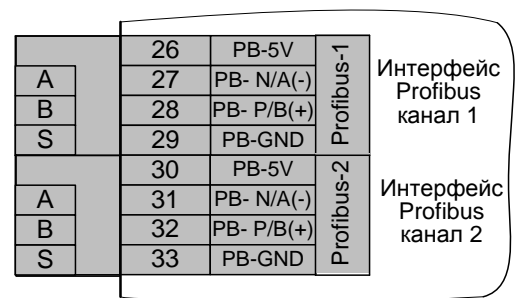 26 PB-5V
A 27 PB- N/A(-)
B 28 PB- P/B(+)
S 29 PB-GND
Profibus-1
Интерфейс
Profibus
канал 1
30 PB-5V
A 31 PB- N/A(-)
B 32 PB- P/B(+)
S 33 PB-GND
Profibus-2
Интерфейс
Profibus
канал 2